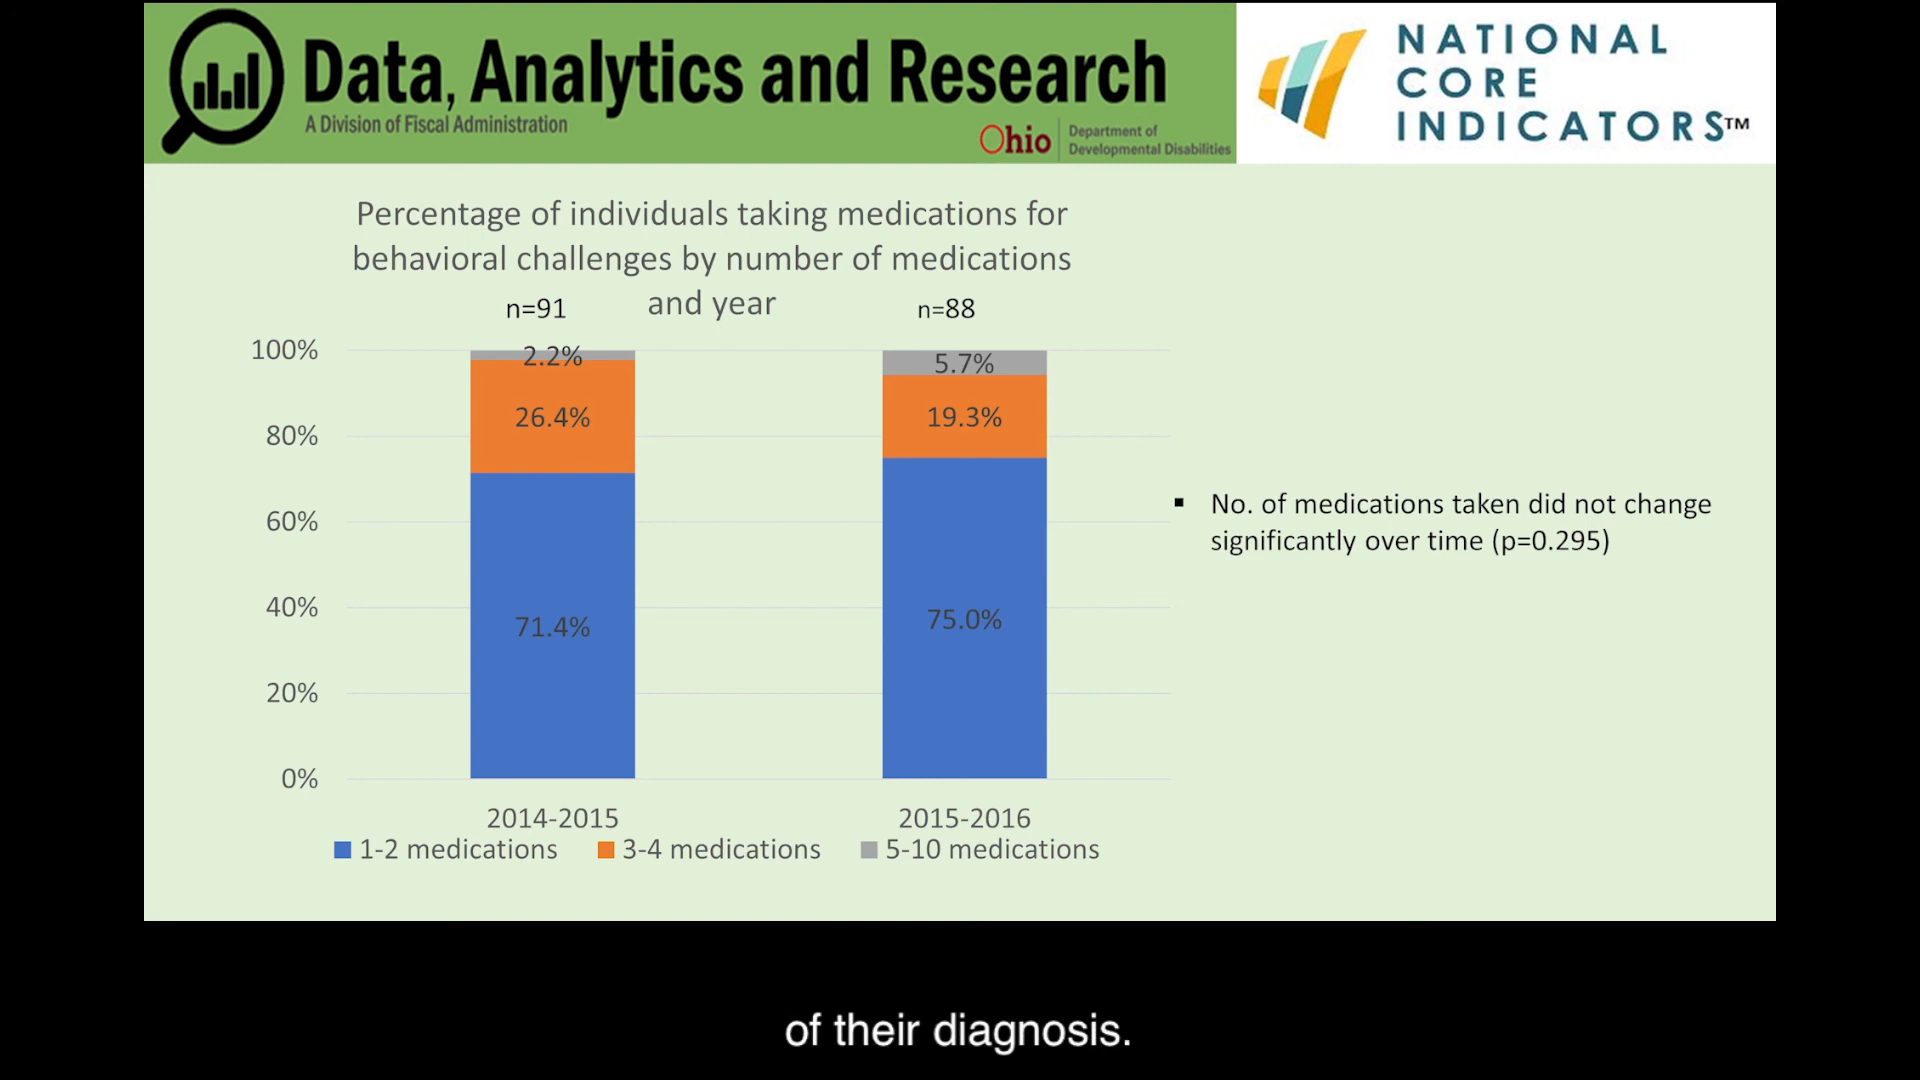 Data, Analytics and Research
A Division of Fiscal Administration
Ohio
Department of
Developmental Disabilities
NATIONAL
CORE
INDICATORS™
Percentage of individuals taking medications for
behavioral challenges by number of medications
and year
n=91
n=88
100%
80%
60%
40%
20%
0%
2.2%
26.4%
71.4%
5.7%
19.3%
75.0%
2014-2015
2015-2016
1-2 medications
3-4 medications
5-10 medications
▪ No. of medications taken did not change
significantly over time (p=0.295)
of their diagnosis.